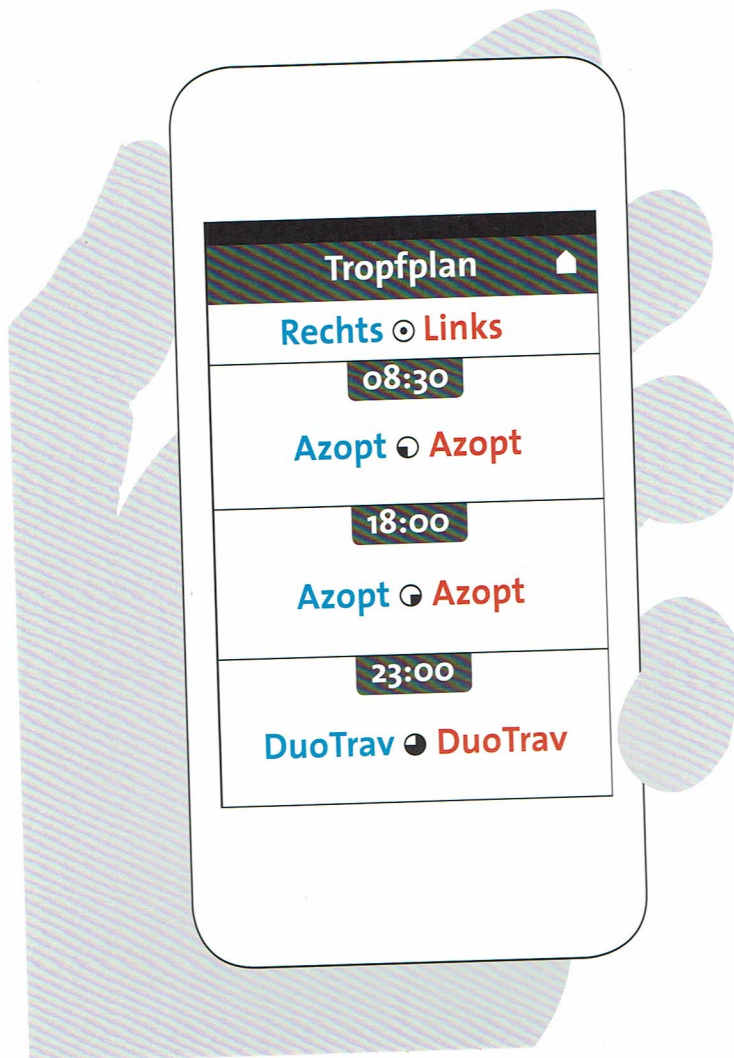 Tropfplan
Rechts Links
08:30
Azopt Azopt
18:00
Azopt Azopt
23:00
DuoTrav DuoTrav